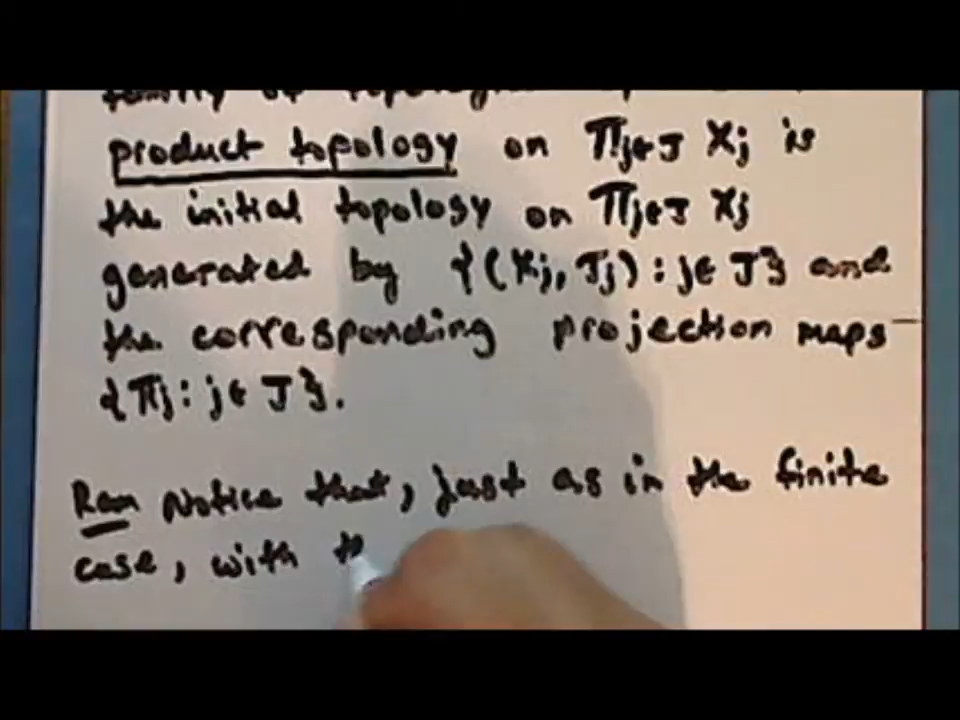 product topology on Πj∈J Xj is
the initial topology on Πj∈J Xj
generated by {(Xj, Tj) : j∈ J} and
the corresponding projection maps
{πj : j∈ J}.
Rem Notice that, just as in the finite
case, with